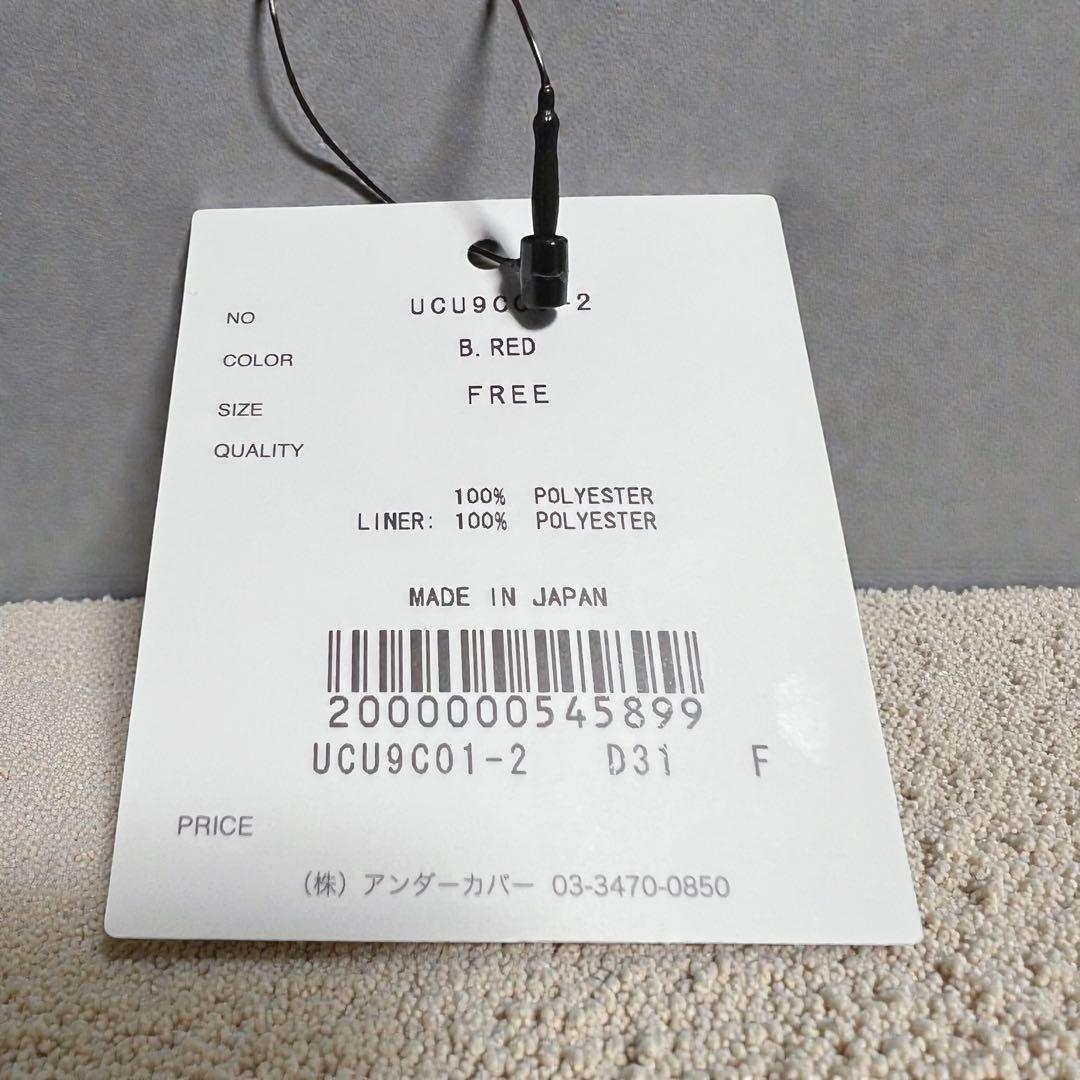 NO UCU9C01-2
COLOR B. RED
SIZE FREE
QUALITY
100% POLYESTER
LINER: 100% POLYESTER
MADE IN JAPAN
2000000545899
UCU9C01-2 D31 F
PRICE
（株）アンダーカバー 03-3470-0850